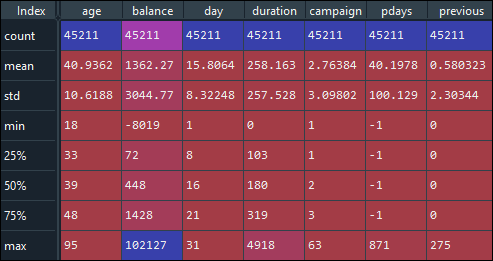 Index age balance day duration campaign pdays previous
count 45211 45211 45211 45211 45211 45211 45211
mean 40.9362 1362.27 15.8064 258.163 2.76384 40.1978 0.580323
std 10.6188 3044.77 8.32248 257.528 3.09802 100.129 2.30344
min 18 -8019 1 0 1 -1 0
25% 33 72 8 103 1 -1 0
50% 39 448 16 180 2 -1 0
75% 48 1428 21 319 3 -1 0
max 95 102127 31 4918 63 871 275